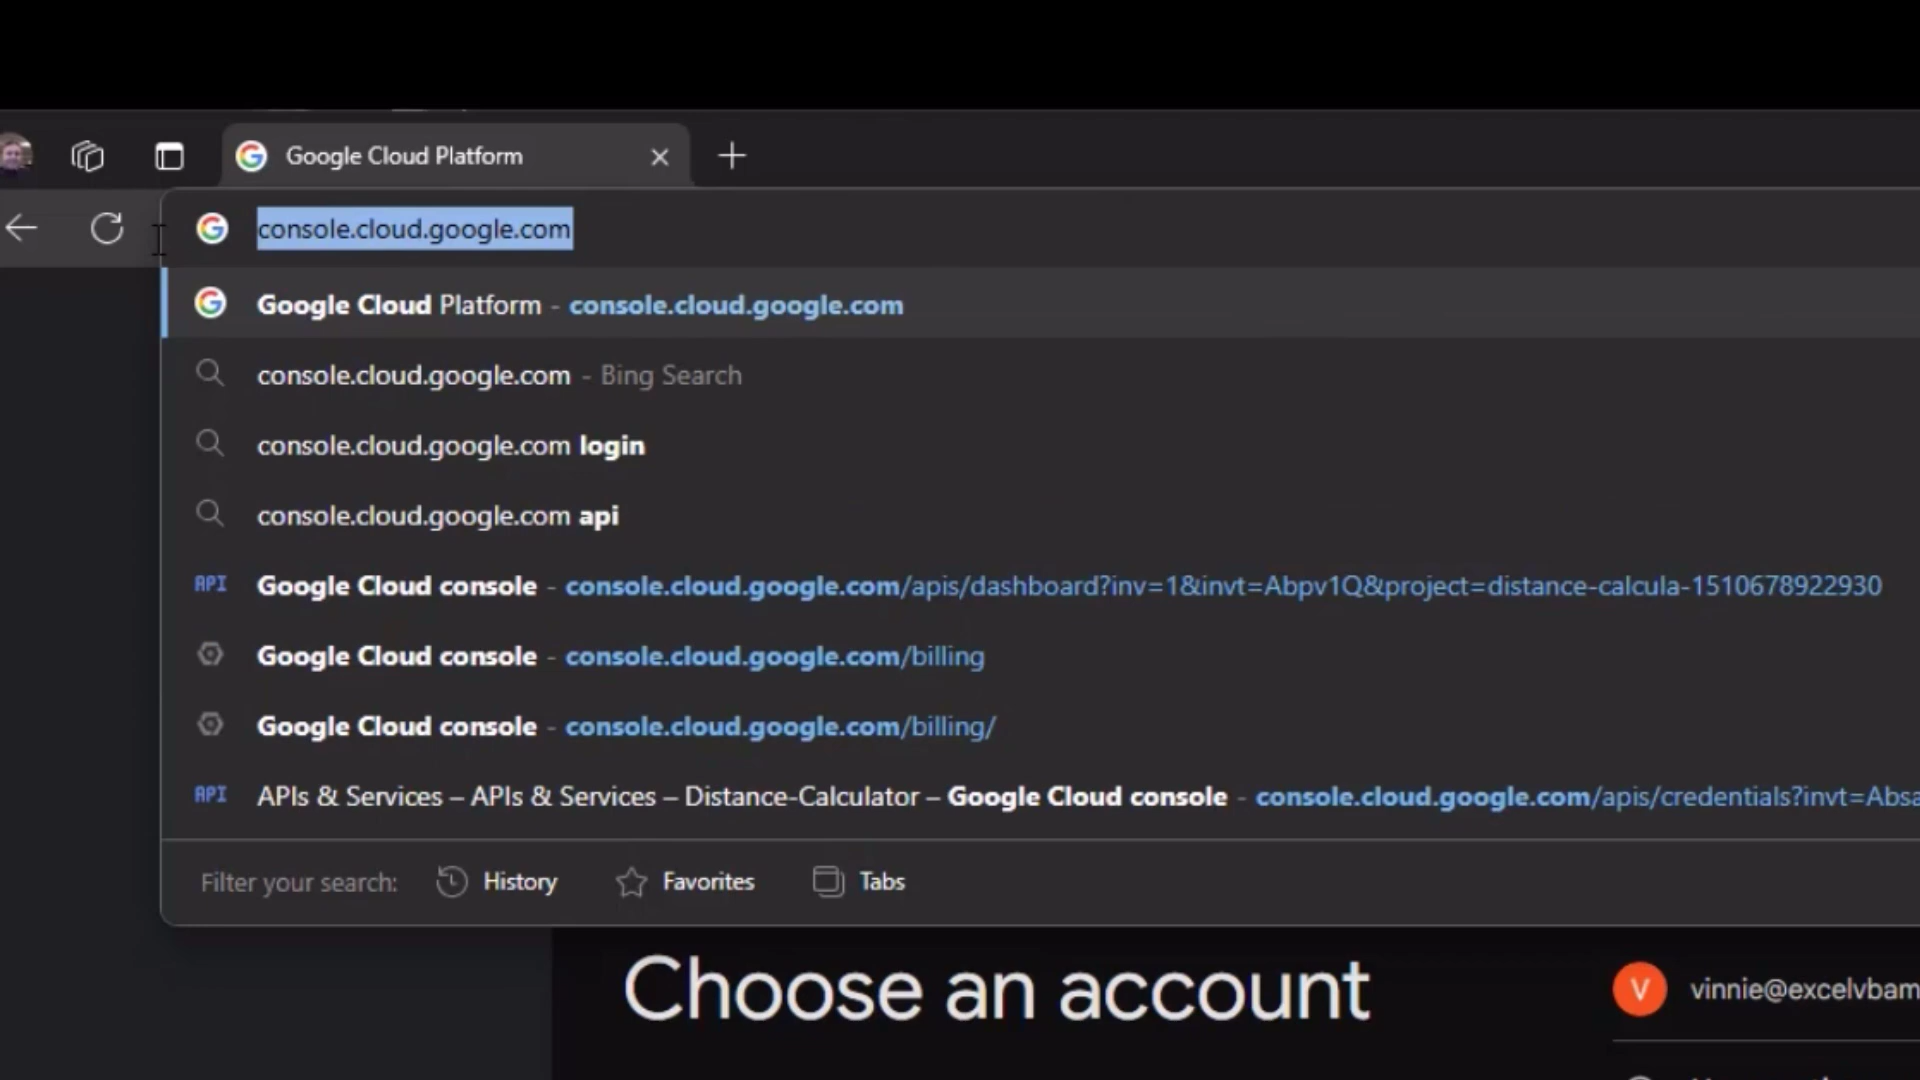 Google Cloud Platform
console.cloud.google.com
Google Cloud Platform - console.cloud.google.com
console.cloud.google.com - Bing Search
console.cloud.google.com login
console.cloud.google.com api
API Google Cloud console - console.cloud.google.com/apis/dashboard?inv=1&invt=Abpv1Q&project=distance-calcula-1510678922930
Google Cloud console - console.cloud.google.com/billing
Google Cloud console - console.cloud.google.com/billing/
API APIs & Services – APIs & Services – Distance-Calculator – Google Cloud console - console.cloud.google.com/apis/credentials?invt=Absa
Filter your search: History Favorites Tabs
Choose an account
V vinnie@excelvbam